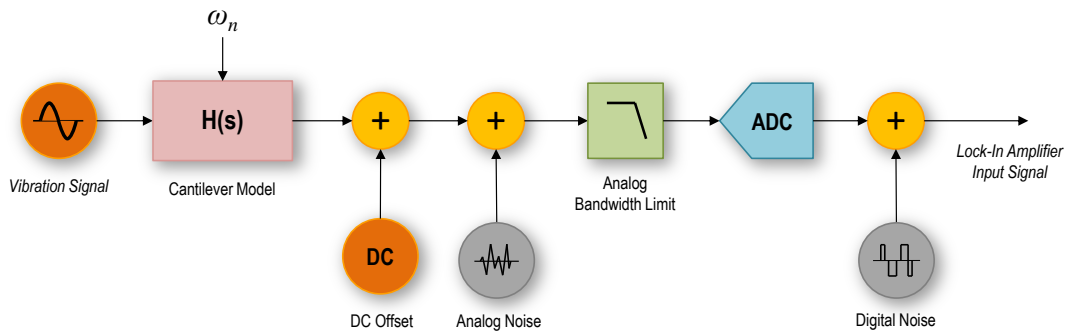 ωn
H(s)
+
+
ADC
+
Vibration Signal
Cantilever Model
Analog
Bandwidth Limit
Lock-In Amplifier
Input Signal
DC
DC Offset
Analog Noise
Digital Noise